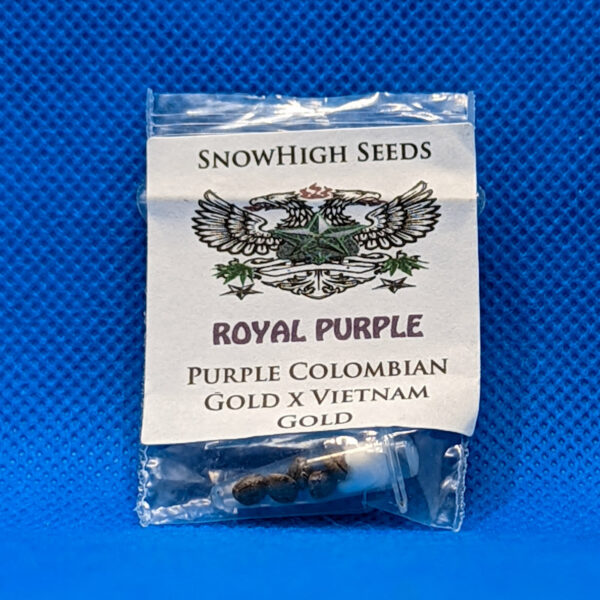 SnowHigh Seeds
ROYAL PURPLE
Purple Colombian
Gold x Vietnam
Gold